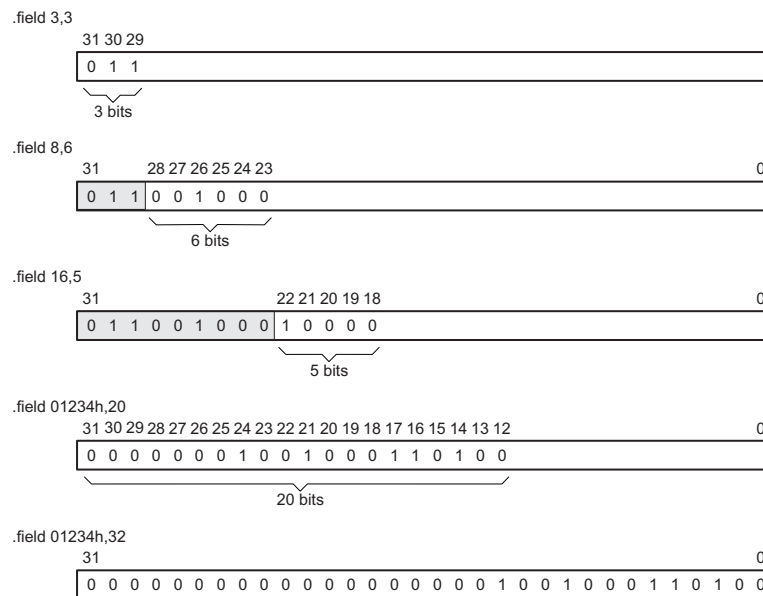 .field 3,3
31 30 29
0 1 1
3 bits
.field 8,6
31 28 27 26 25 24 23 0
0 1 1 0 0 1 0 0 0
6 bits
.field 16,5
31 22 21 20 19 18 0
0 1 1 0 0 1 0 0 0 1 0 0 0 0
5 bits
.field 01234h,20
31 30 29 28 27 26 25 24 23 22 21 20 19 18 17 16 15 14 13 12 0
0 0 0 0 0 0 0 1 0 0 1 0 0 0 1 1 0 1 0 0
20 bits
.field 01234h,32
31 0
0 0 0 0 0 0 0 0 0 0 0 0 0 0 0 0 0 0 0 1 0 0 1 0 0 0 1 1 0 1 0 0